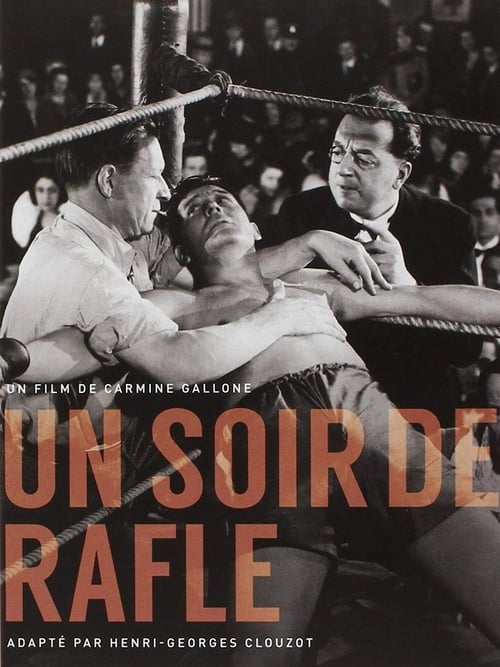 UN FILM DE CARMINE GALLONE
UN SOIR DE
RAFLE
ADAPTÉ PAR HENRI-GEORGES CLOUZOT